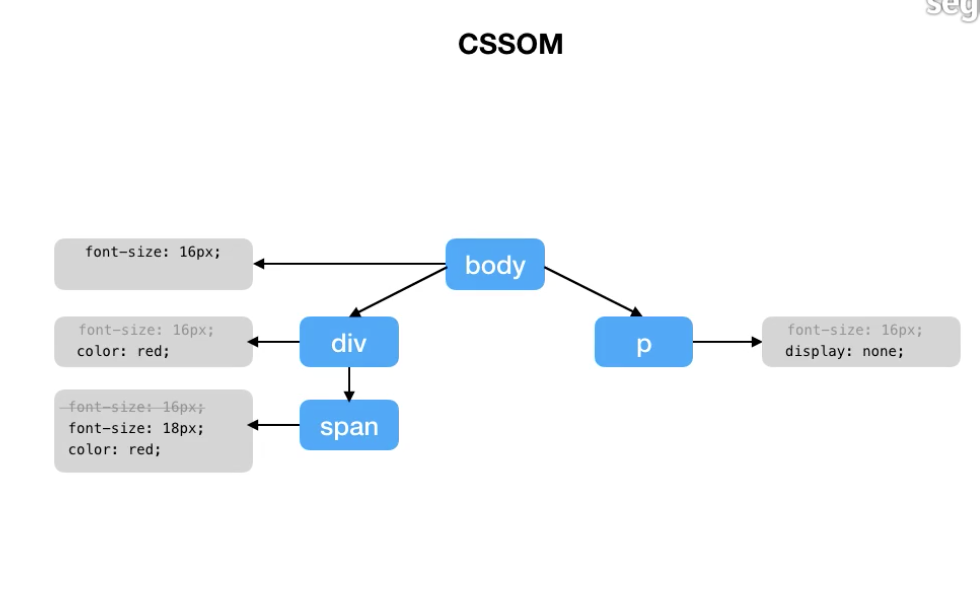 CSSOM
font-size: 16px;
body
font-size: 16px;
color: red;
div
p
font-size: 16px;
display: none;
font-size: 16px;
font-size: 18px;
color: red;
span